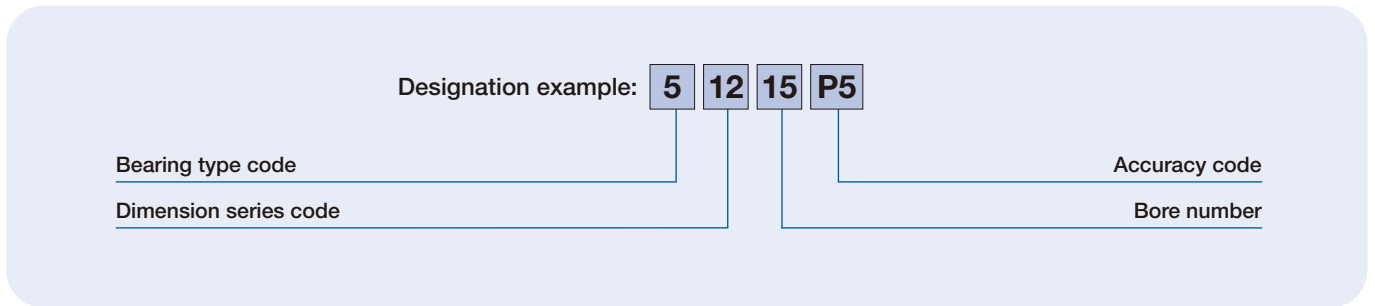 Designation example: 5 12 15 P5
Bearing type code
Accuracy code
Dimension series code
Bore number